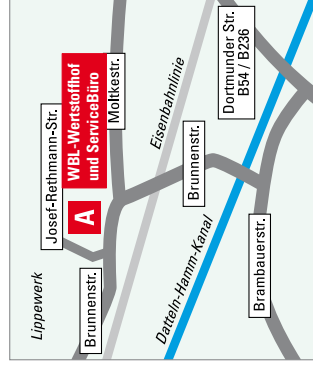 Lippewerk
Josef-Rethmann-Str.
A
WBL-Wertstoffhof
und ServiceBüro
Brunnenstr.
Moltkestr.
Eisenbahnlinie
Datteln-Hamm-Kanal
Brunnenstr.
Dortmunder Str.
B54 / B236
Brambauerstr.